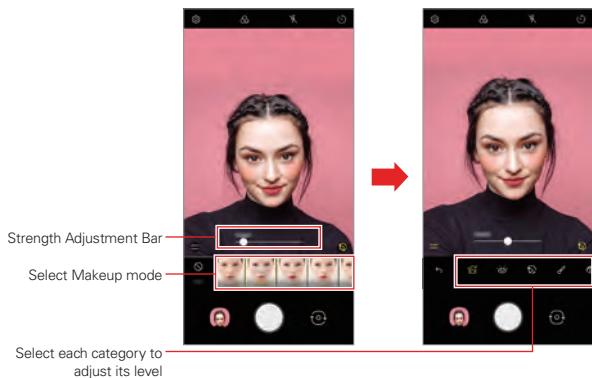 Strength Adjustment Bar
Select Makeup mode
Select each category to
adjust its level